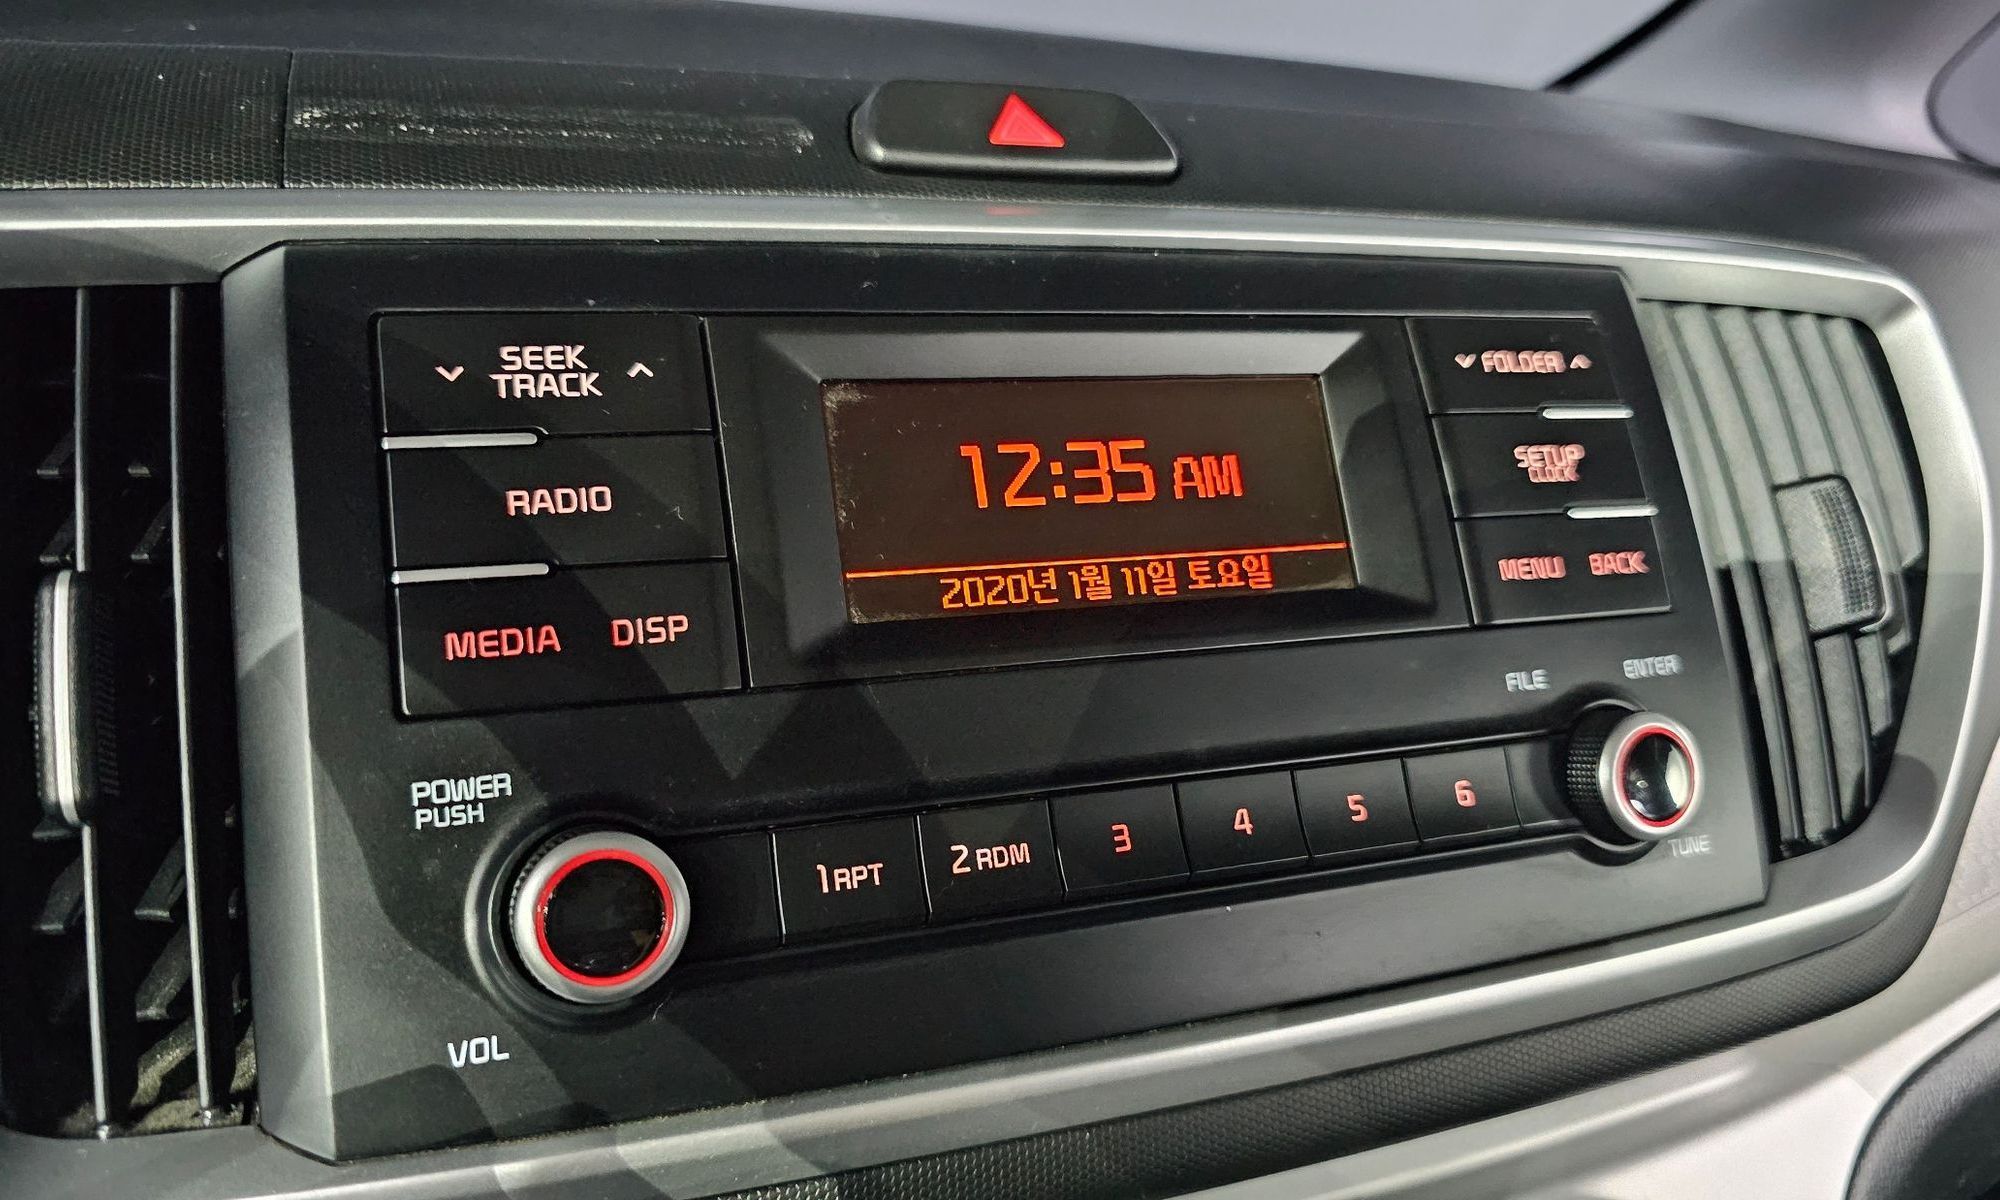 SEEK
TRACK
RADIO
MEDIA DISP
12:35 AM
2020년 1월 11일 토요일
FOLDER
SETUP
CLOCK
MENU BACK
FILE
ENTER
POWER
PUSH
VOL
1 RPT
2 RDM
3
4
5
6
TUNE